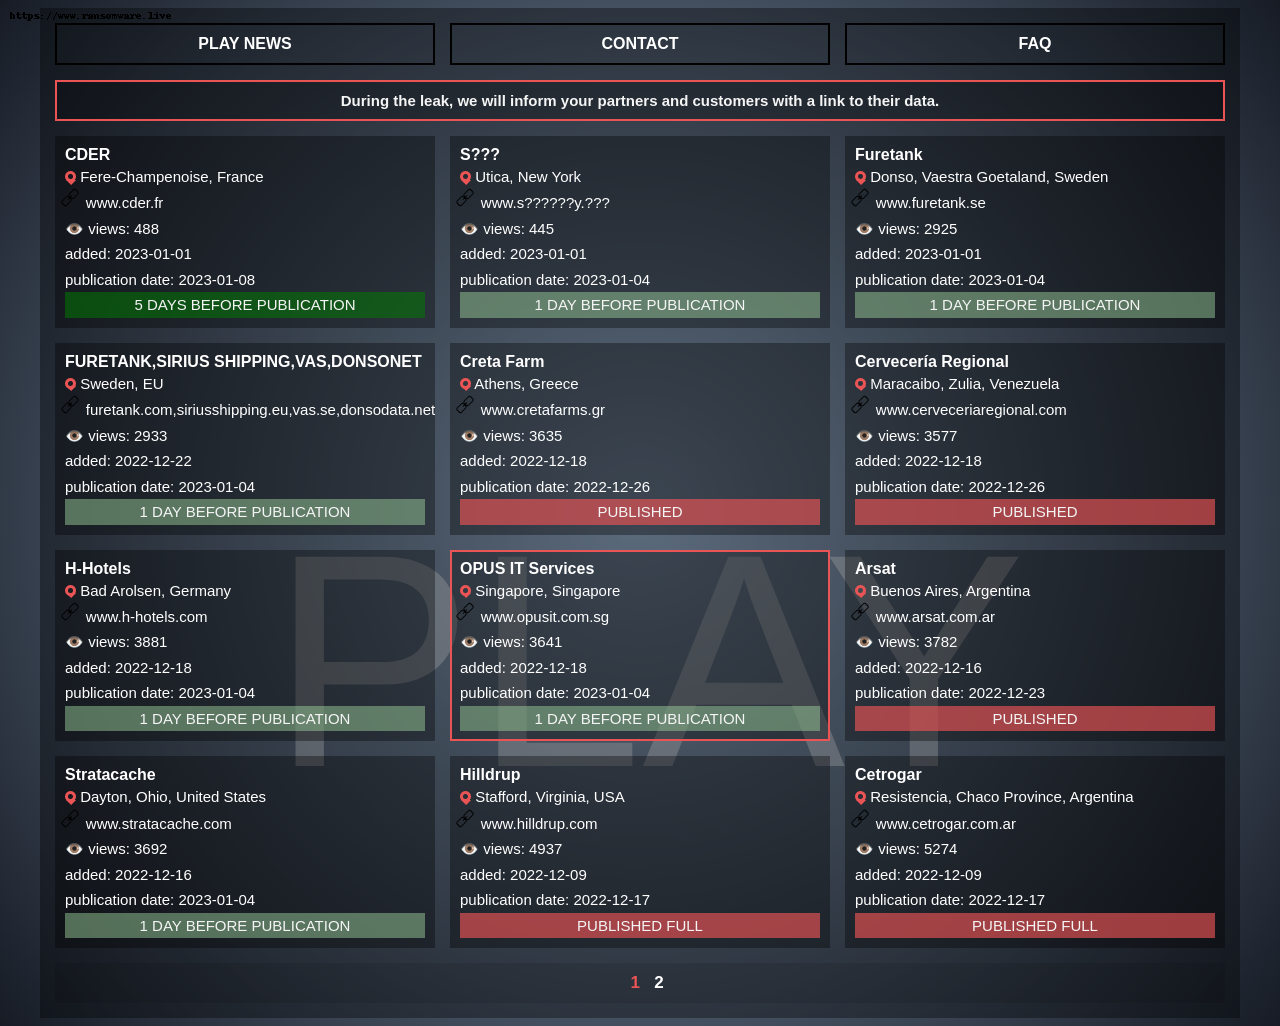 https://www.ransomware.live
PLAY NEWS
CONTACT
FAQ
During the leak, we will inform your partners and customers with a link to their data.
CDER
Fere-Champenoise, France
www.cder.fr
views: 488
added: 2023-01-01
publication date: 2023-01-08
5 DAYS BEFORE PUBLICATION
S???
Utica, New York
www.s??????y.???
views: 445
added: 2023-01-01
publication date: 2023-01-04
1 DAY BEFORE PUBLICATION
Furetank
Donso, Vaestra Goetaland, Sweden
www.furetank.se
views: 2925
added: 2023-01-01
publication date: 2023-01-04
1 DAY BEFORE PUBLICATION
FURETANK,SIRIUS SHIPPING,VAS,DONSONET
Sweden, EU
furetank.com,siriusshipping.eu,vas.se,donsodata.net
views: 2933
added: 2022-12-22
publication date: 2023-01-04
1 DAY BEFORE PUBLICATION
Creta Farm
Athens, Greece
www.cretafarms.gr
views: 3635
added: 2022-12-18
publication date: 2022-12-26
PUBLISHED
Cervecería Regional
Maracaibo, Zulia, Venezuela
www.cerveceriaregional.com
views: 3577
added: 2022-12-18
publication date: 2022-12-26
PUBLISHED
H-Hotels
Bad Arolsen, Germany
www.h-hotels.com
views: 3881
added: 2022-12-18
publication date: 2023-01-04
1 DAY BEFORE PUBLICATION
OPUS IT Services
Singapore, Singapore
www.opusit.com.sg
views: 3641
added: 2022-12-18
publication date: 2023-01-04
1 DAY BEFORE PUBLICATION
Arsat
Buenos Aires, Argentina
www.arsat.com.ar
views: 3782
added: 2022-12-16
publication date: 2022-12-23
PUBLISHED
PLAY
Stratacache
Dayton, Ohio, United States
www.stratacache.com
views: 3692
added: 2022-12-16
publication date: 2023-01-04
1 DAY BEFORE PUBLICATION
Hilldrup
Stafford, Virginia, USA
www.hilldrup.com
views: 4937
added: 2022-12-09
publication date: 2022-12-17
PUBLISHED FULL
Cetrogar
Resistencia, Chaco Province, Argentina
www.cetrogar.com.ar
views: 5274
added: 2022-12-09
publication date: 2022-12-17
PUBLISHED FULL
1 2